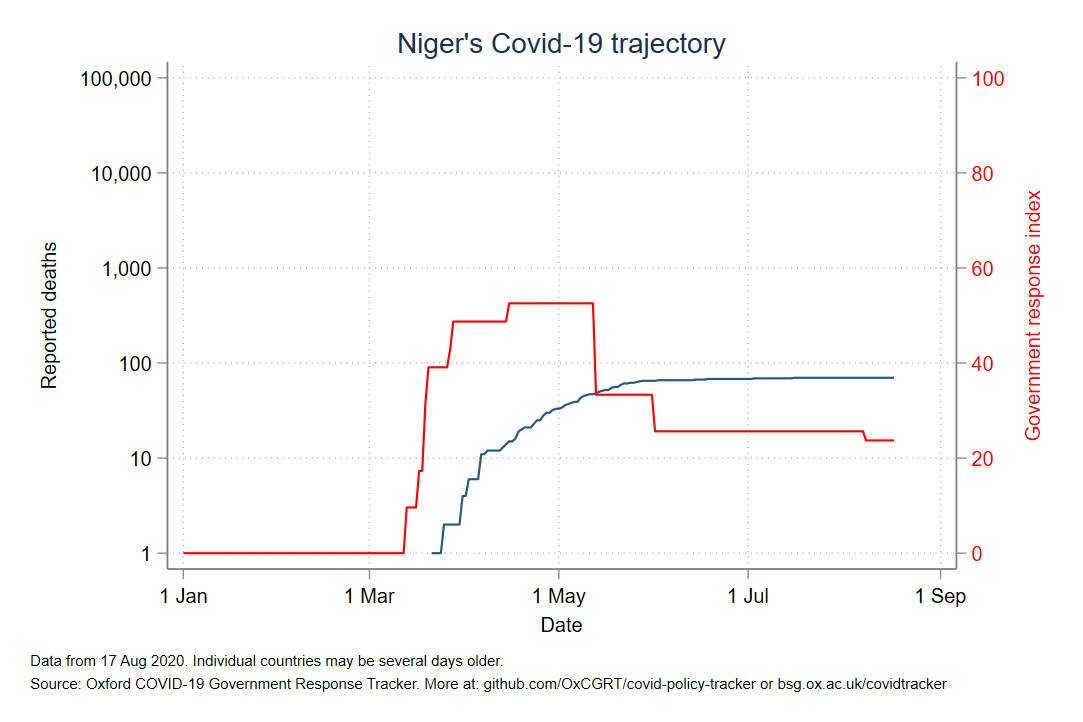 Niger's Covid-19 trajectory
100,000
10,000
1,000
100
10
1
Reported deaths
100
80
60
40
20
0
Government response index
1 Jan
1 Mar
1 May
1 Jul
1 Sep
Date
Data from 17 Aug 2020. Individual countries may be several days older.
Source: Oxford COVID-19 Government Response Tracker. More at: github.com/OxCGRT/covid-policy-tracker or bsg.ox.ac.uk/covidtracker